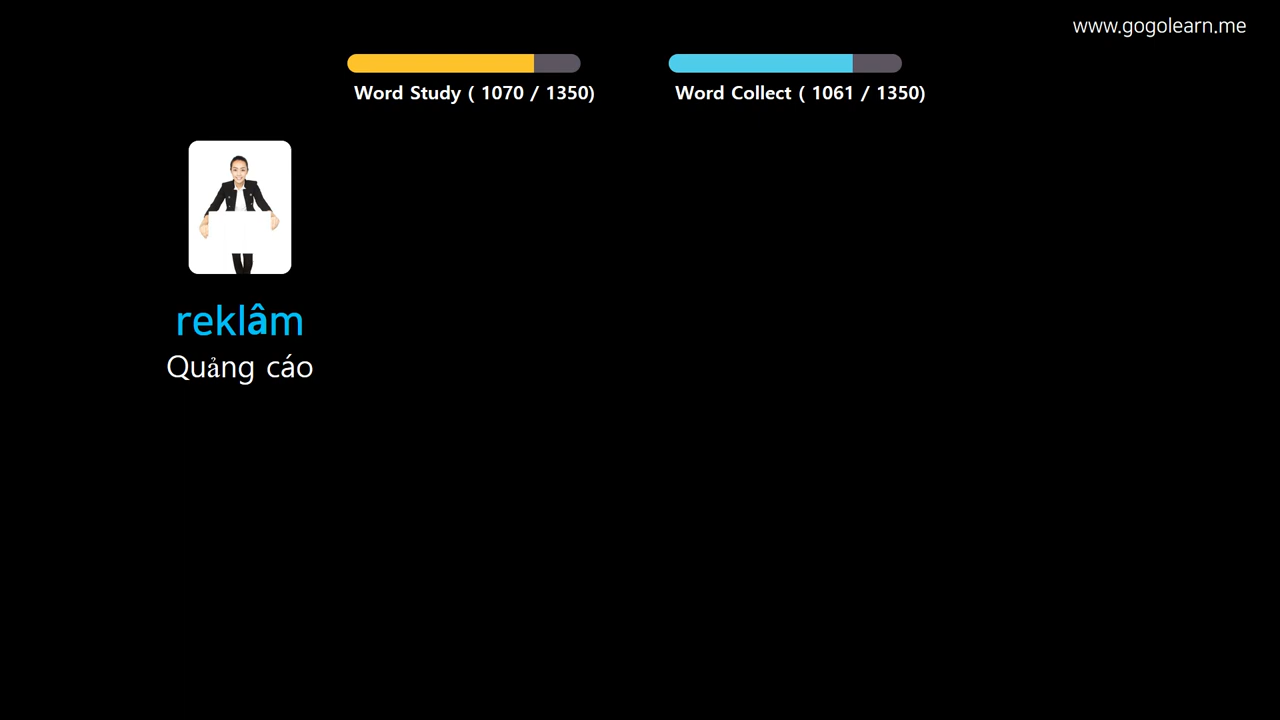 www.gogolearn.me
Word Study ( 1070 / 1350)
Word Collect ( 1061 / 1350)
reklâm
Quảng cáo